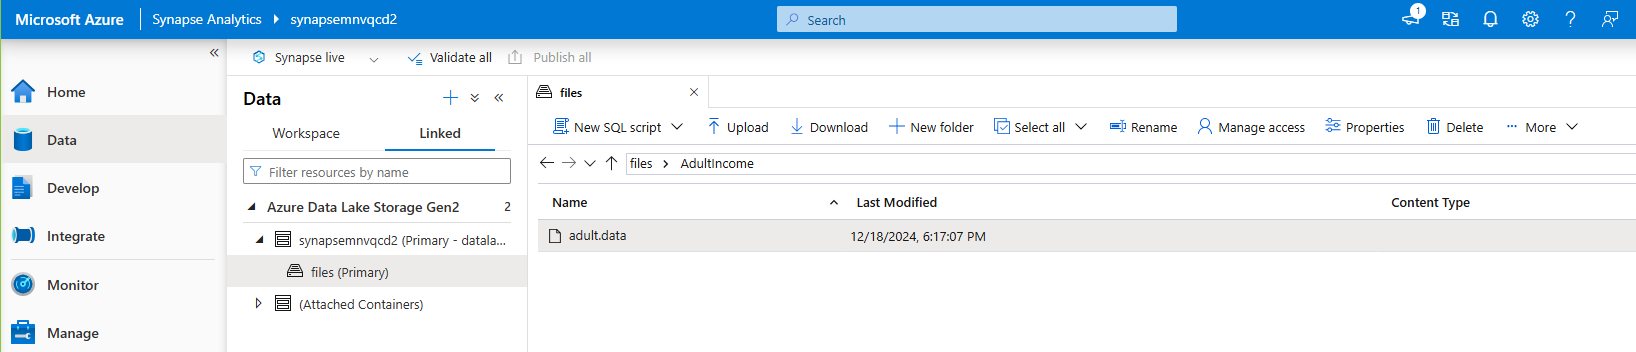 Microsoft Azure Synapse Analytics synapsemnvqcd2 Search 1
Synapse live Validate all Publish all
Home
Data
Develop
Integrate
Monitor
Manage
Data
Workspace Linked
Filter resources by name
Azure Data Lake Storage Gen2 2
synapsemnvqcd2 (Primary - datala...
files (Primary)
(Attached Containers)
files
New SQL script Upload Download New folder Select all Rename Manage access Properties Delete More
files AdultIncome
Name Last Modified Content Type
adult.data 12/18/2024, 6:17:07 PM